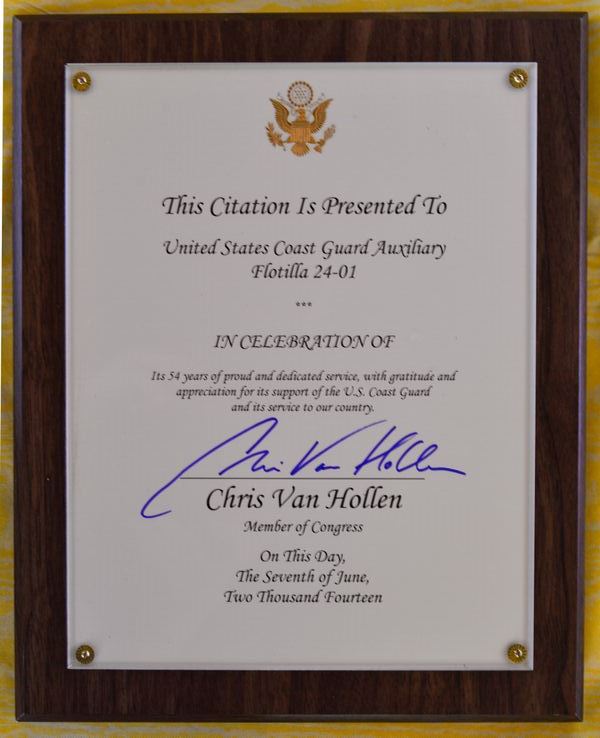 This Citation Is Presented To
United States Coast Guard Auxiliary
Flotilla 24-01
***
IN CELEBRATION OF
Its 54 years of proud and dedicated service, with gratitude and
appreciation for its support of the U.S. Coast Guard
and its service to our country.
Chris Van Hollen
Chris Van Hollen
Member of Congress
On This Day,
The Seventh of June,
Two Thousand Fourteen